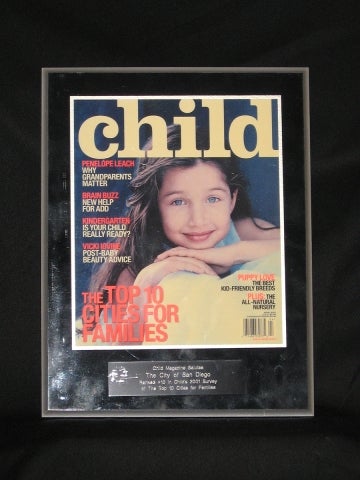 child
PENELOPE LEACH
WHY
GRANDPARENTS
MATTER
BRAIN BUZZ
NEW HELP
FOR ADD
KINDERGARTEN
IS YOUR CHILD
REALLY READY?
VICKI IOVINE
POST-BABY
BEAUTY ADVICE
THE TOP 10
CITIES FOR
FAMILIES
PUPPY LOVE
THE BEST
KID-FRIENDLY BREEDS
PLUS: THE
ALL-NATURAL
NURSERY
Child Magazine Salutes
The City of San Diego
Ranked #10 in Child's 2001 Survey
of The Top 10 Cities for Families